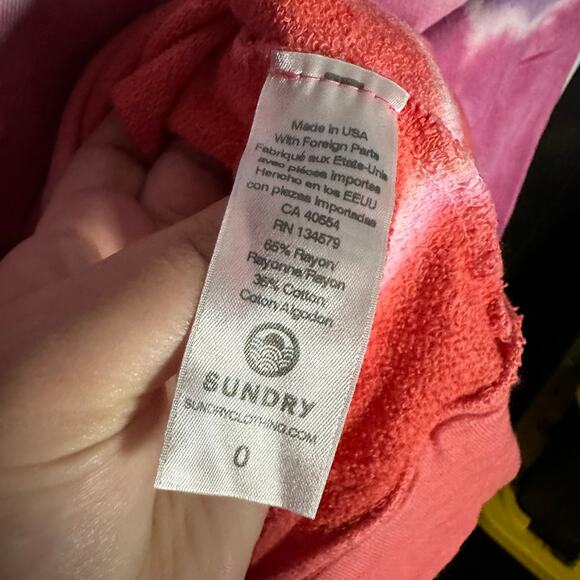 Made in USA
With Foreign Parts
Fabriqué aux Etats-Unis
avec pièces importes
Hencho en los EEUU
con piezas Importadas
CA 40554
RN 134579
65% Rayon/
Rayonne/Rayon
35% Cotton/
Coton/Algodon
SUNDRY
SUNDRYCLOTHING.COM
0